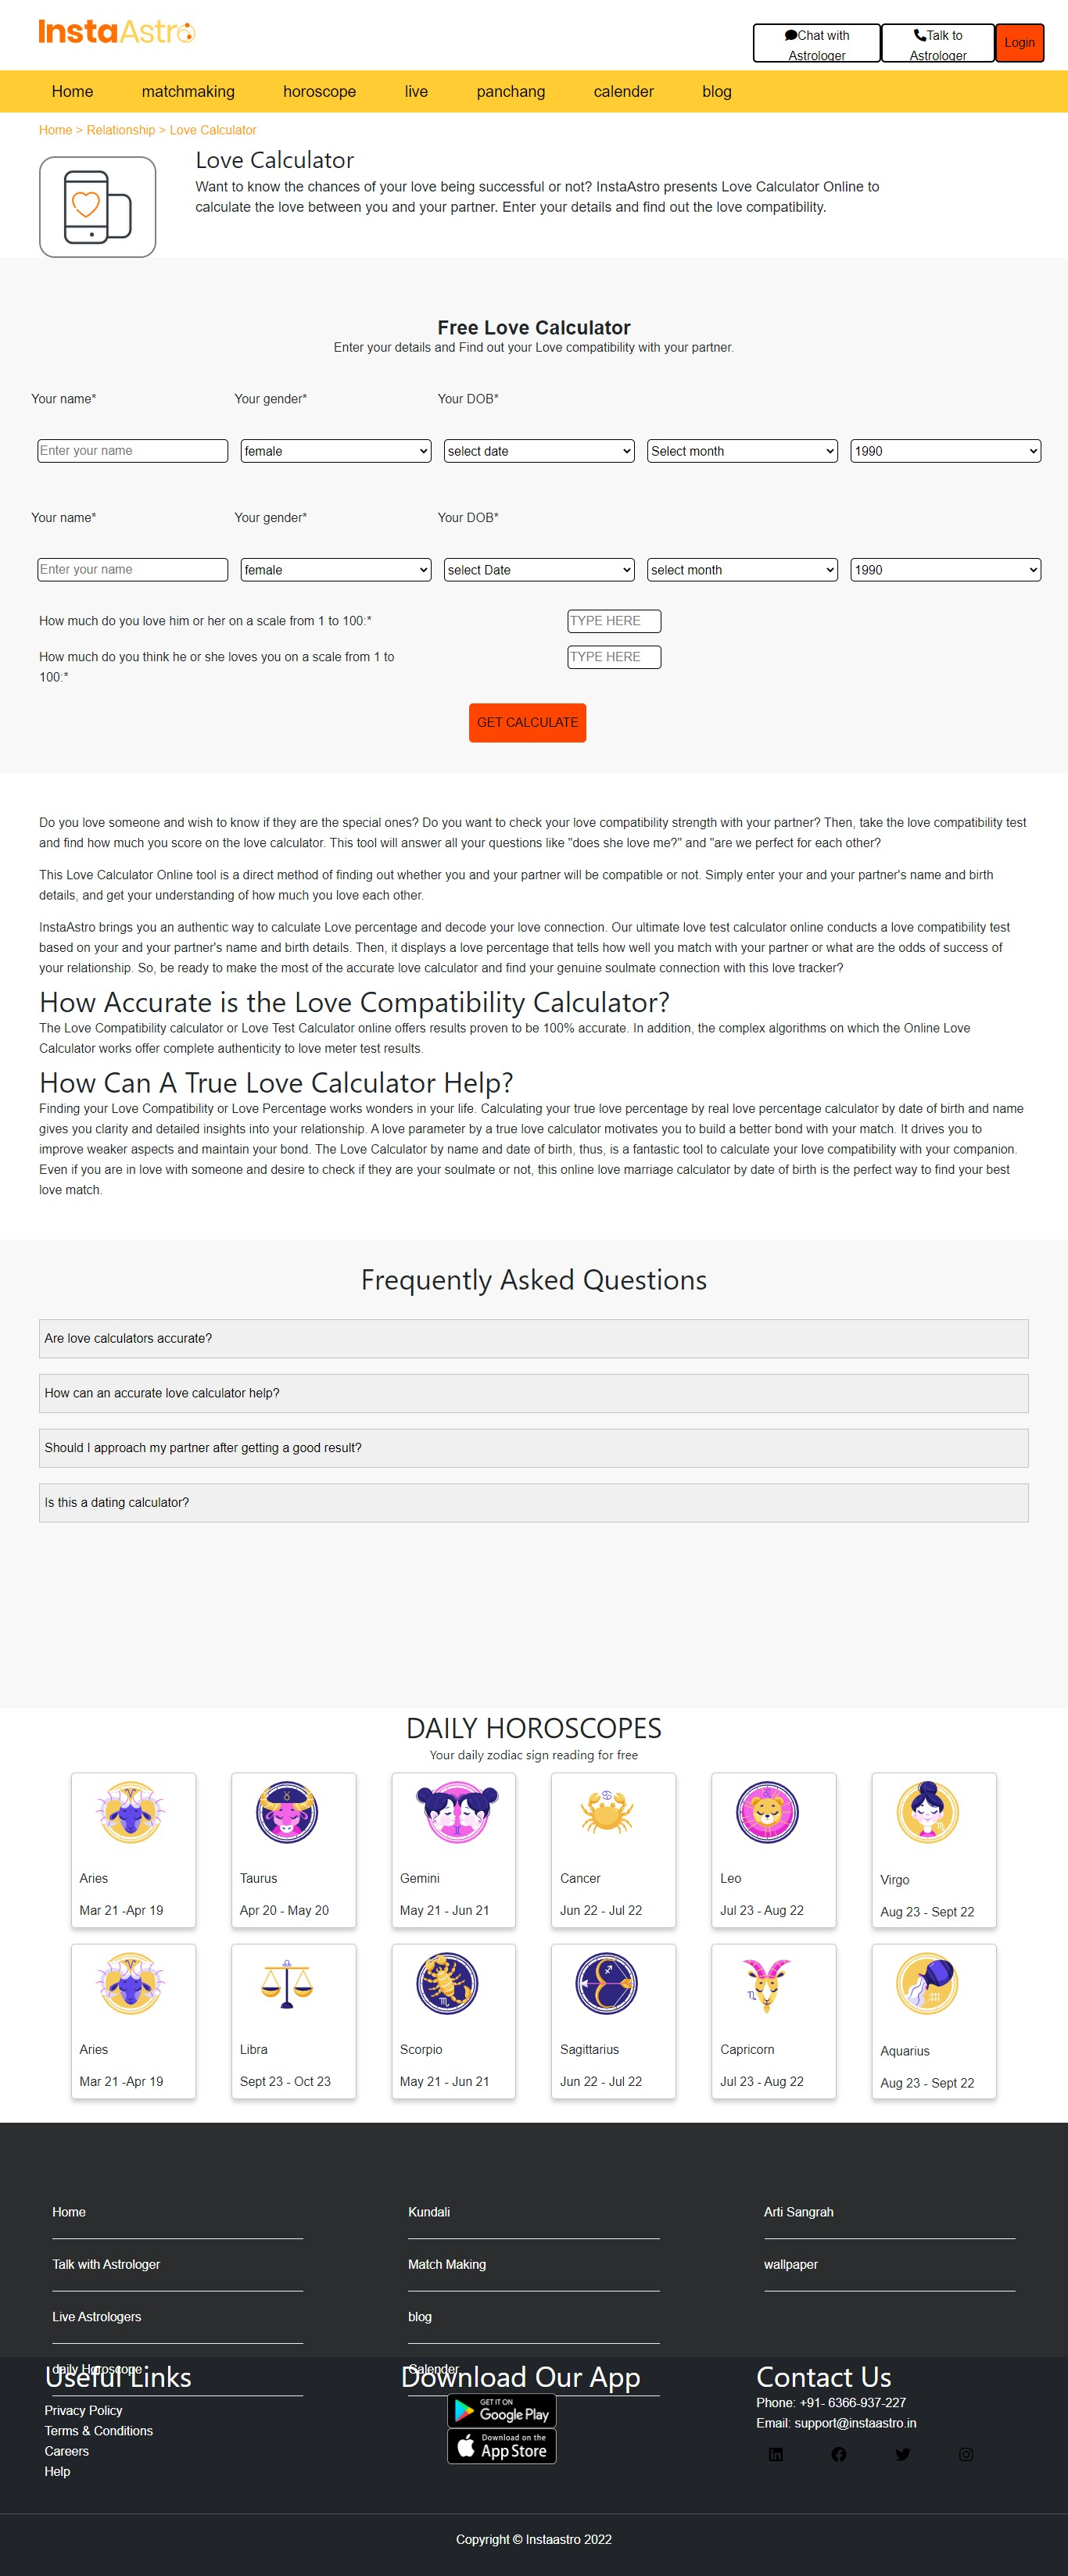 InstaAstro
Chat with
Astrologer
Talk to
Astrologer
Login
Home matchmaking horoscope live panchang calender blog
Home > Relationship > Love Calculator
Love Calculator
Want to know the chances of your love being successful or not? InstaAstro presents Love Calculator Online to
calculate the love between you and your partner. Enter your details and find out the love compatibility.
Free Love Calculator
Enter your details and Find out your Love compatibility with your partner.
Your name* Your gender* Your DOB*
Enter your name female select date Select month 1990
Your name* Your gender* Your DOB*
Enter your name female select Date select month 1990
How much do you love him or her on a scale from 1 to 100:* TYPE HERE
How much do you think he or she loves you on a scale from 1 to TYPE HERE
100:*
GET CALCULATE
Do you love someone and wish to know if they are the special ones? Do you want to check your love compatibility strength with your partner? Then, take the love compatibility test
and find how much you score on the love calculator. This tool will answer all your questions like "does she love me?" and "are we perfect for each other?
This Love Calculator Online tool is a direct method of finding out whether you and your partner will be compatible or not. Simply enter your and your partner's name and birth
details, and get your understanding of how much you love each other.
InstaAstro brings you an authentic way to calculate Love percentage and decode your love connection. Our ultimate love test calculator online conducts a love compatibility test
based on your and your partner's name and birth details. Then, it displays a love percentage that tells how well you match with your partner or what are the odds of success of
your relationship. So, be ready to make the most of the accurate love calculator and find your genuine soulmate connection with this love tracker?
How Accurate is the Love Compatibility Calculator?
The Love Compatibility calculator or Love Test Calculator online offers results proven to be 100% accurate. In addition, the complex algorithms on which the Online Love
Calculator works offer complete authenticity to love meter test results.
How Can A True Love Calculator Help?
Finding your Love Compatibility or Love Percentage works wonders in your life. Calculating your true love percentage by real love percentage calculator by date of birth and name
gives you clarity and detailed insights into your relationship. A love parameter by a true love calculator motivates you to build a better bond with your match. It drives you to
improve weaker aspects and maintain your bond. The Love Calculator by name and date of birth, thus, is a fantastic tool to calculate your love compatibility with your companion.
Even if you are in love with someone and desire to check if they are your soulmate or not, this online love marriage calculator by date of birth is the perfect way to find your best
love match.
Frequently Asked Questions
Are love calculators accurate?
How can an accurate love calculator help?
Should I approach my partner after getting a good result?
Is this a dating calculator?
DAILY HOROSCOPES
Your daily zodiac sign reading for free
Aries Taurus Gemini Cancer Leo Virgo
Mar 21 -Apr 19 Apr 20 - May 20 May 21 - Jun 21 Jun 22 - Jul 22 Jul 23 - Aug 22 Aug 23 - Sept 22
Aries Libra Scorpio Sagittarius Capricorn Aquarius
Mar 21 -Apr 19 Sept 23 - Oct 23 May 21 - Jun 21 Jun 22 - Jul 22 Jul 23 - Aug 22 Aug 23 - Sept 22
Home Kundali Arti Sangrah
Talk with Astrologer Match Making wallpaper
Live Astrologers blog
daily Horoscope Calender
Useful Links Download Our App Contact Us
Privacy Policy
Terms & Conditions
Careers
Help
GET IT ON
Google Play
Download on the
App Store
Phone: +91- 6366-937-227
Email: support@instaastro.in
Copyright © Instaastro 2022